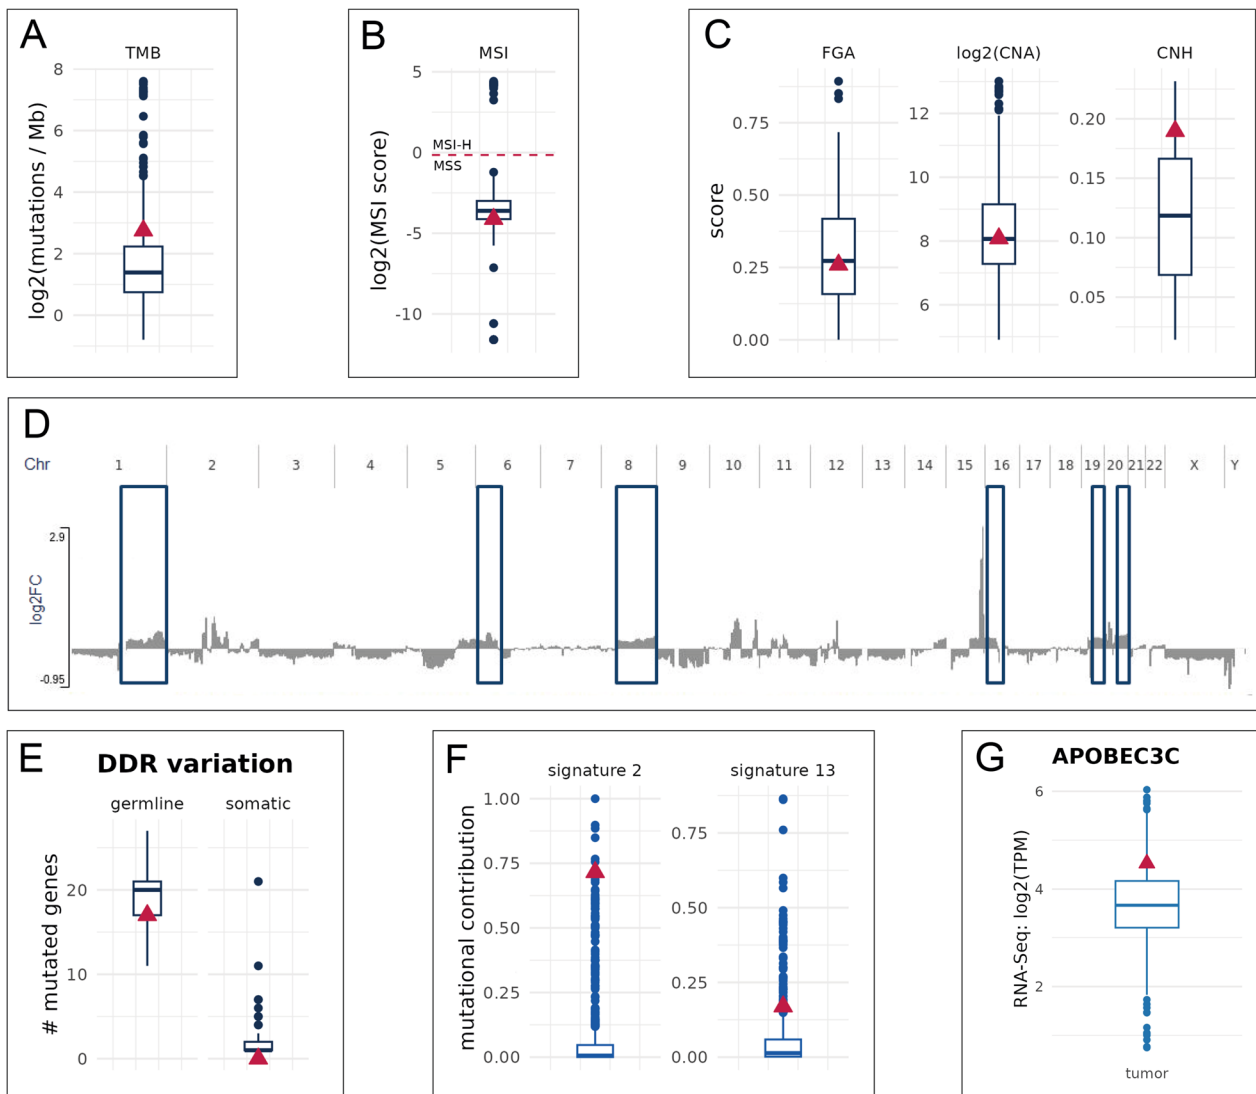 A
TMB
log2(mutations / Mb)
8
6
4
2
0
B
MSI
log2(MSI score)
5
0
-5
-10
MSI-H
MSS
C
FGA
log2(CNA)
CNH
score
0.75
0.50
0.25
0.00
12
10
8
6
0.20
0.15
0.10
0.05
D
Chr 1 2 3 4 5 6 7 8 9 10 11 12 13 14 15 16 17 18 19 20 21 22 X Y
log2FC
2.9
-0.95
E
DDR variation
germline somatic
# mutated genes
20
10
0
F
signature 2
signature 13
mutational contribution
1.00
0.75
0.50
0.25
0.00
0.75
0.50
0.25
0.00
G
APOBEC3C
RNA-Seq: log2(TPM)
6
4
2
tumor